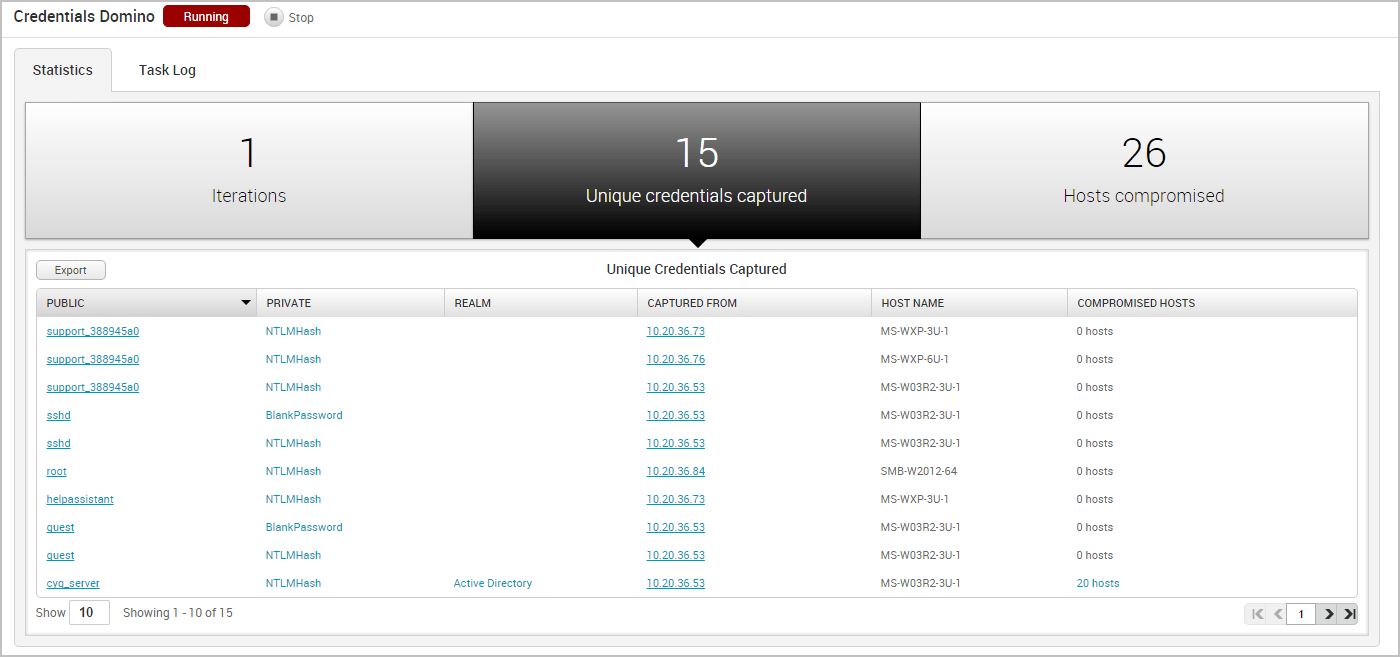 Credentials Domino Running Stop
Statistics Task Log
1 15 26
Iterations Unique credentials captured Hosts compromised
Export Unique Credentials Captured
PUBLIC PRIVATE REALM CAPTURED FROM HOST NAME COMPROMISED HOSTS
support_388945a0 NTLMHash 10.20.36.73 MS-WXP-3U-1 0 hosts
support_388945a0 NTLMHash 10.20.36.76 MS-WXP-6U-1 0 hosts
support_388945a0 NTLMHash 10.20.36.53 MS-W03R2-3U-1 0 hosts
sshd BlankPassword 10.20.36.53 MS-W03R2-3U-1 0 hosts
sshd NTLMHash 10.20.36.53 MS-W03R2-3U-1 0 hosts
root NTLMHash 10.20.36.84 SMB-W2012-64 0 hosts
helpassistant NTLMHash 10.20.36.73 MS-WXP-3U-1 0 hosts
guest BlankPassword 10.20.36.53 MS-W03R2-3U-1 0 hosts
guest NTLMHash 10.20.36.53 MS-W03R2-3U-1 0 hosts
cyg_server NTLMHash Active Directory 10.20.36.53 MS-W03R2-3U-1 20 hosts
Show 10 Showing 1 - 10 of 15 1